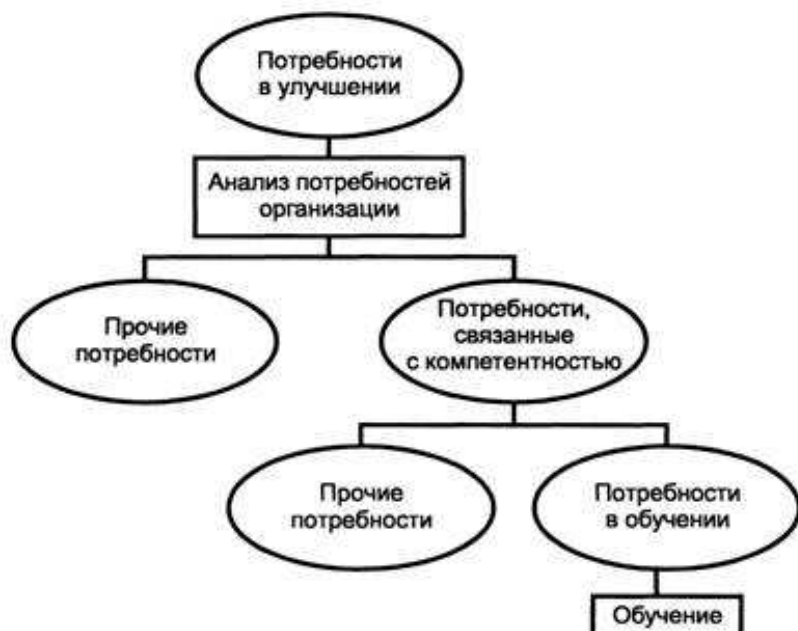 Потребности
в улучшении
Анализ потребностей
организации
Прочие
потребности
Потребности,
связанные
с компетентностью
Прочие
потребности
Потребности
в обучении
Обучение